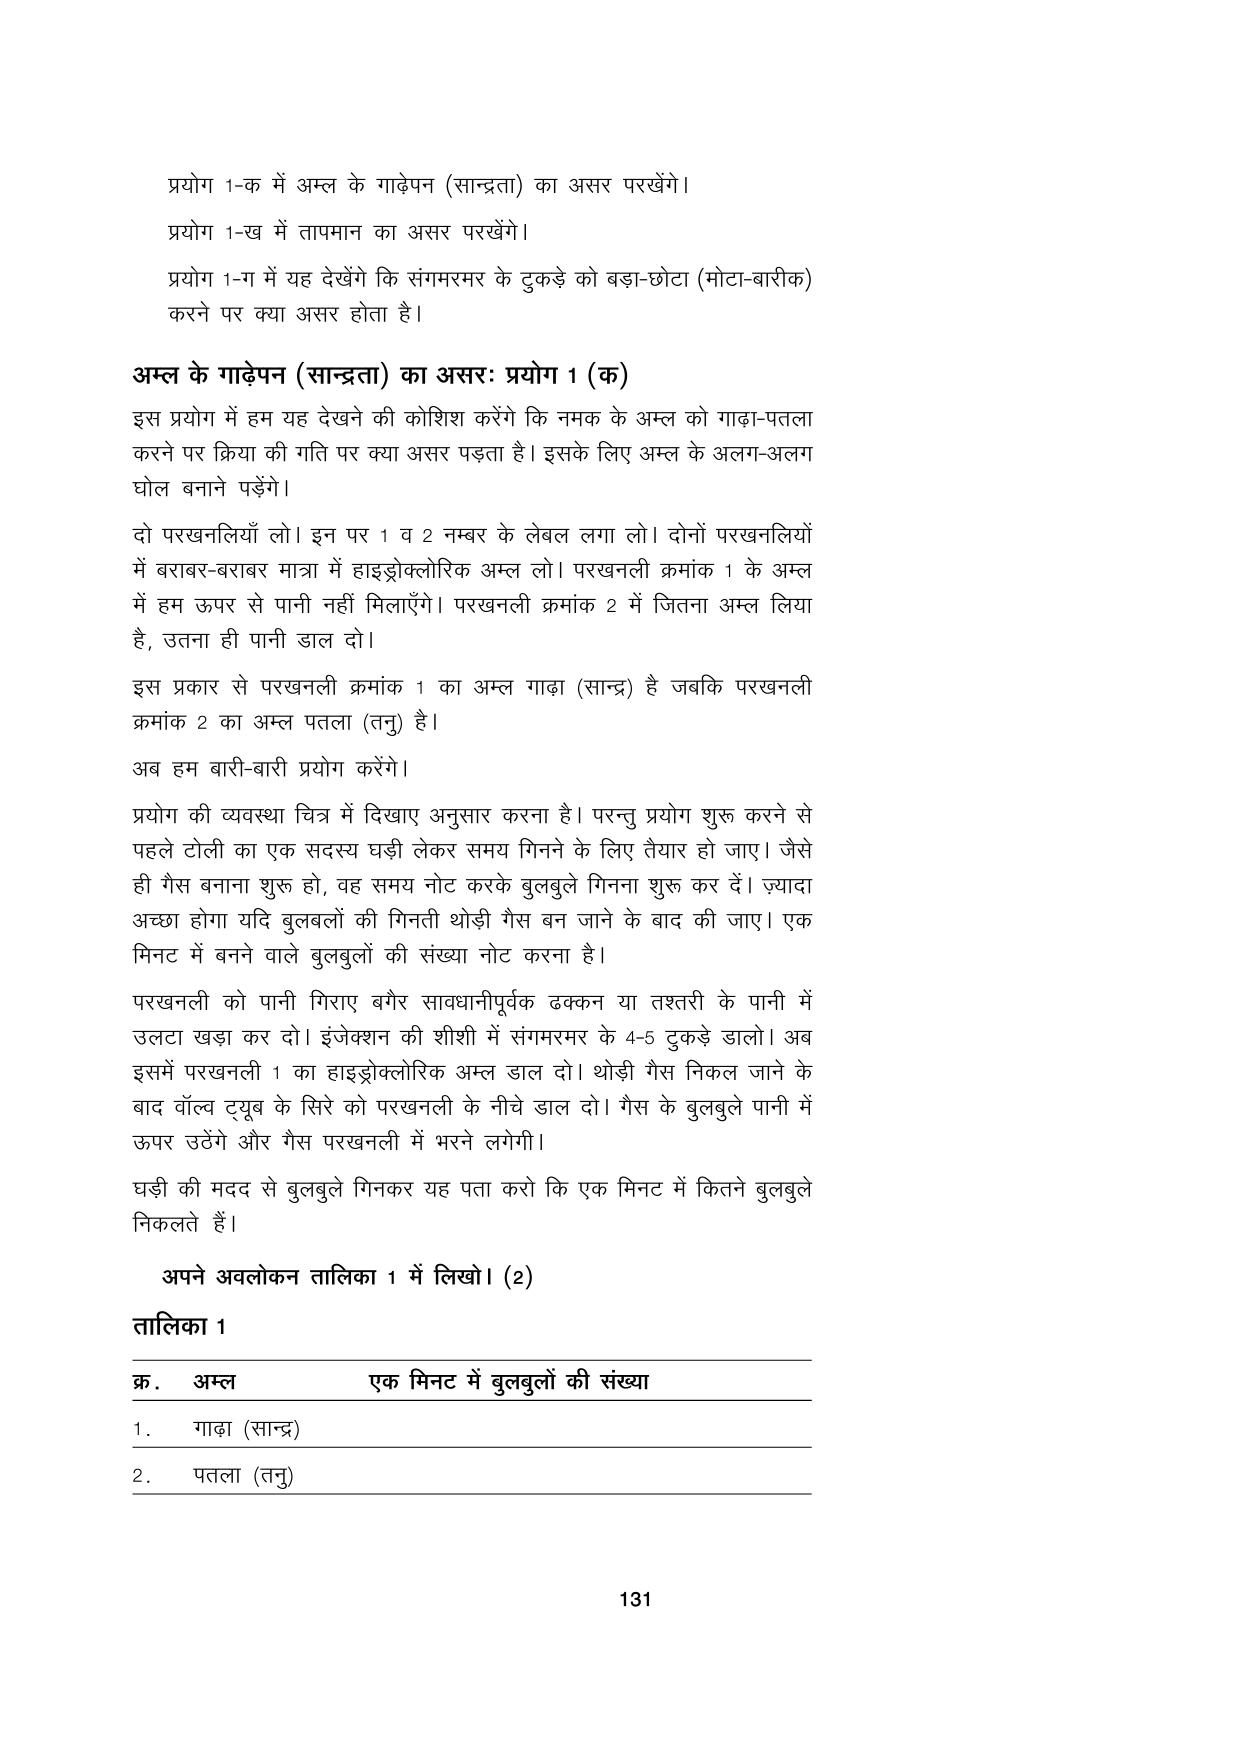 प्रयोग 1-क में अम्ल के गाढ़ेपन (सान्द्रता) का असर परखेंगे।
प्रयोग 1-ख में तापमान का असर परखेंगे।
प्रयोग 1-ग में यह देखेंगे कि संगमरमर के टुकड़े को बड़ा-छोटा (मोटा-बारीक)
करने पर क्या असर होता है।
अम्ल के गाढ़ेपन (सान्द्रता) का असर: प्रयोग 1 (क)
इस प्रयोग में हम यह देखने की कोशिश करेंगे कि नमक के अम्ल को गाढ़ा-पतला
करने पर क्रिया की गति पर क्या असर पड़ता है। इसके लिए अम्ल के अलग-अलग
घोल बनाने पड़ेंगे।
दो परखनलियाँ लो। इन पर 1 व 2 नम्बर के लेबल लगा लो। दोनों परखनलियों
में बराबर-बराबर मात्रा में हाइड्रोक्लोरिक अम्ल लो। परखनली क्रमांक 1 के अम्ल
में हम ऊपर से पानी नहीं मिलाएँगे। परखनली क्रमांक 2 में जितना अम्ल लिया
है, उतना ही पानी डाल दो।
इस प्रकार से परखनली क्रमांक 1 का अम्ल गाढ़ा (सान्द्र) है जबकि परखनली
क्रमांक 2 का अम्ल पतला (तनु) है।
अब हम बारी-बारी प्रयोग करेंगे।
प्रयोग की व्यवस्था चित्र में दिखाए अनुसार करना है। परन्तु प्रयोग शुरू करने से
पहले टोली का एक सदस्य घड़ी लेकर समय गिनने के लिए तैयार हो जाए। जैसे
ही गैस बनाना शुरू हो, वह समय नोट करके बुलबुले गिनना शुरू कर दें। ज़्यादा
अच्छा होगा यदि बुलबलों की गिनती थोड़ी गैस बन जाने के बाद की जाए। एक
मिनट में बनने वाले बुलबुलों की संख्या नोट करना है।
परखनली को पानी गिराए बगैर सावधानीपूर्वक ढक्कन या तश्तरी के पानी में
उलटा खड़ा कर दो। इंजेक्शन की शीशी में संगमरमर के 4-5 टुकड़े डालो। अब
इसमें परखनली 1 का हाइड्रोक्लोरिक अम्ल डाल दो। थोड़ी गैस निकल जाने के
बाद वॉल्व ट्यूब के सिरे को परखनली के नीचे डाल दो। गैस के बुलबुले पानी में
ऊपर उठेंगे और गैस परखनली में भरने लगेगी।
घड़ी की मदद से बुलबुले गिनकर यह पता करो कि एक मिनट में कितने बुलबुले
निकलते हैं।
अपने अवलोकन तालिका 1 में लिखो। (2)
तालिका 1
क्र. अम्ल एक मिनट में बुलबुलों की संख्या
1. गाढ़ा (सान्द्र)
2. पतला (तनु)
131